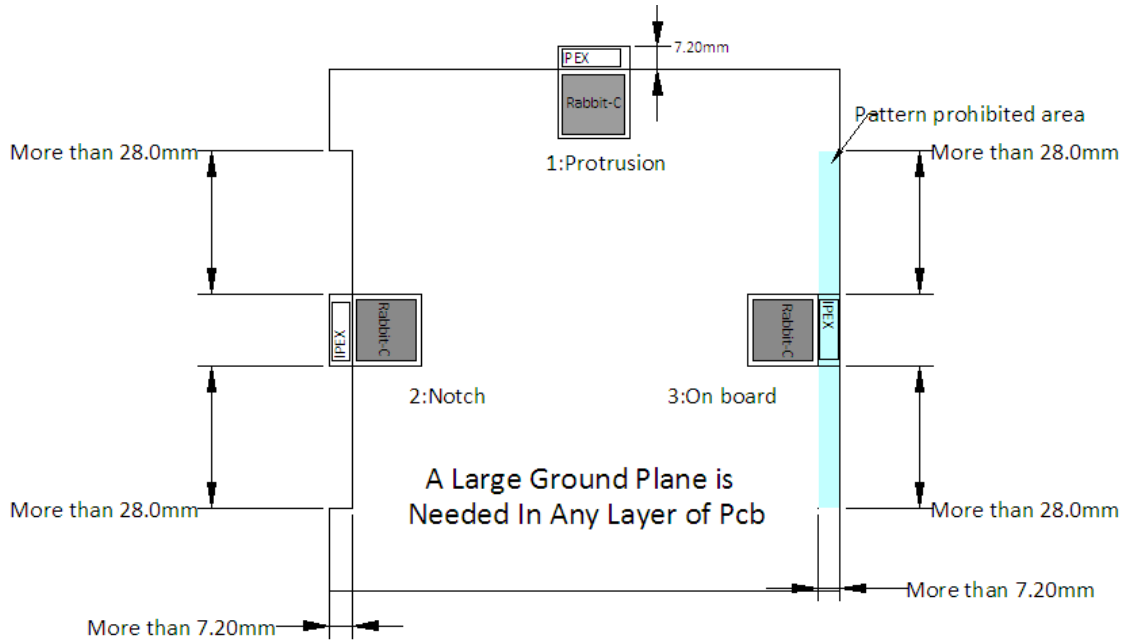 7.20mm
IPEX
Rabbit-C
Pattern prohibited area
More than 28.0mm
More than 28.0mm
1:Protrusion
IPEX
Rabbit-C
Rabbit-C
IPEX
2:Notch
3:On board
A Large Ground Plane is
Needed In Any Layer of Pcb
More than 28.0mm
More than 28.0mm
More than 7.20mm
More than 7.20mm